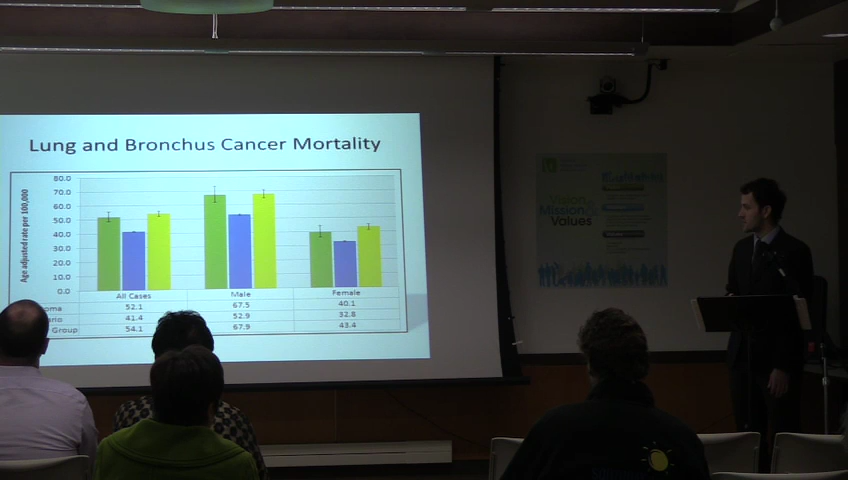 Lung and Bronchus Cancer Mortality
Age adjusted rate per 100,000
80.0
70.0
60.0
50.0
40.0
30.0
20.0
10.0
0.0
All Cases Male Female
oma 52.1 67.5 40.1
ario 41.4 52.9 32.8
Group 54.1 67.9 43.4
Vision
Mission &
Values